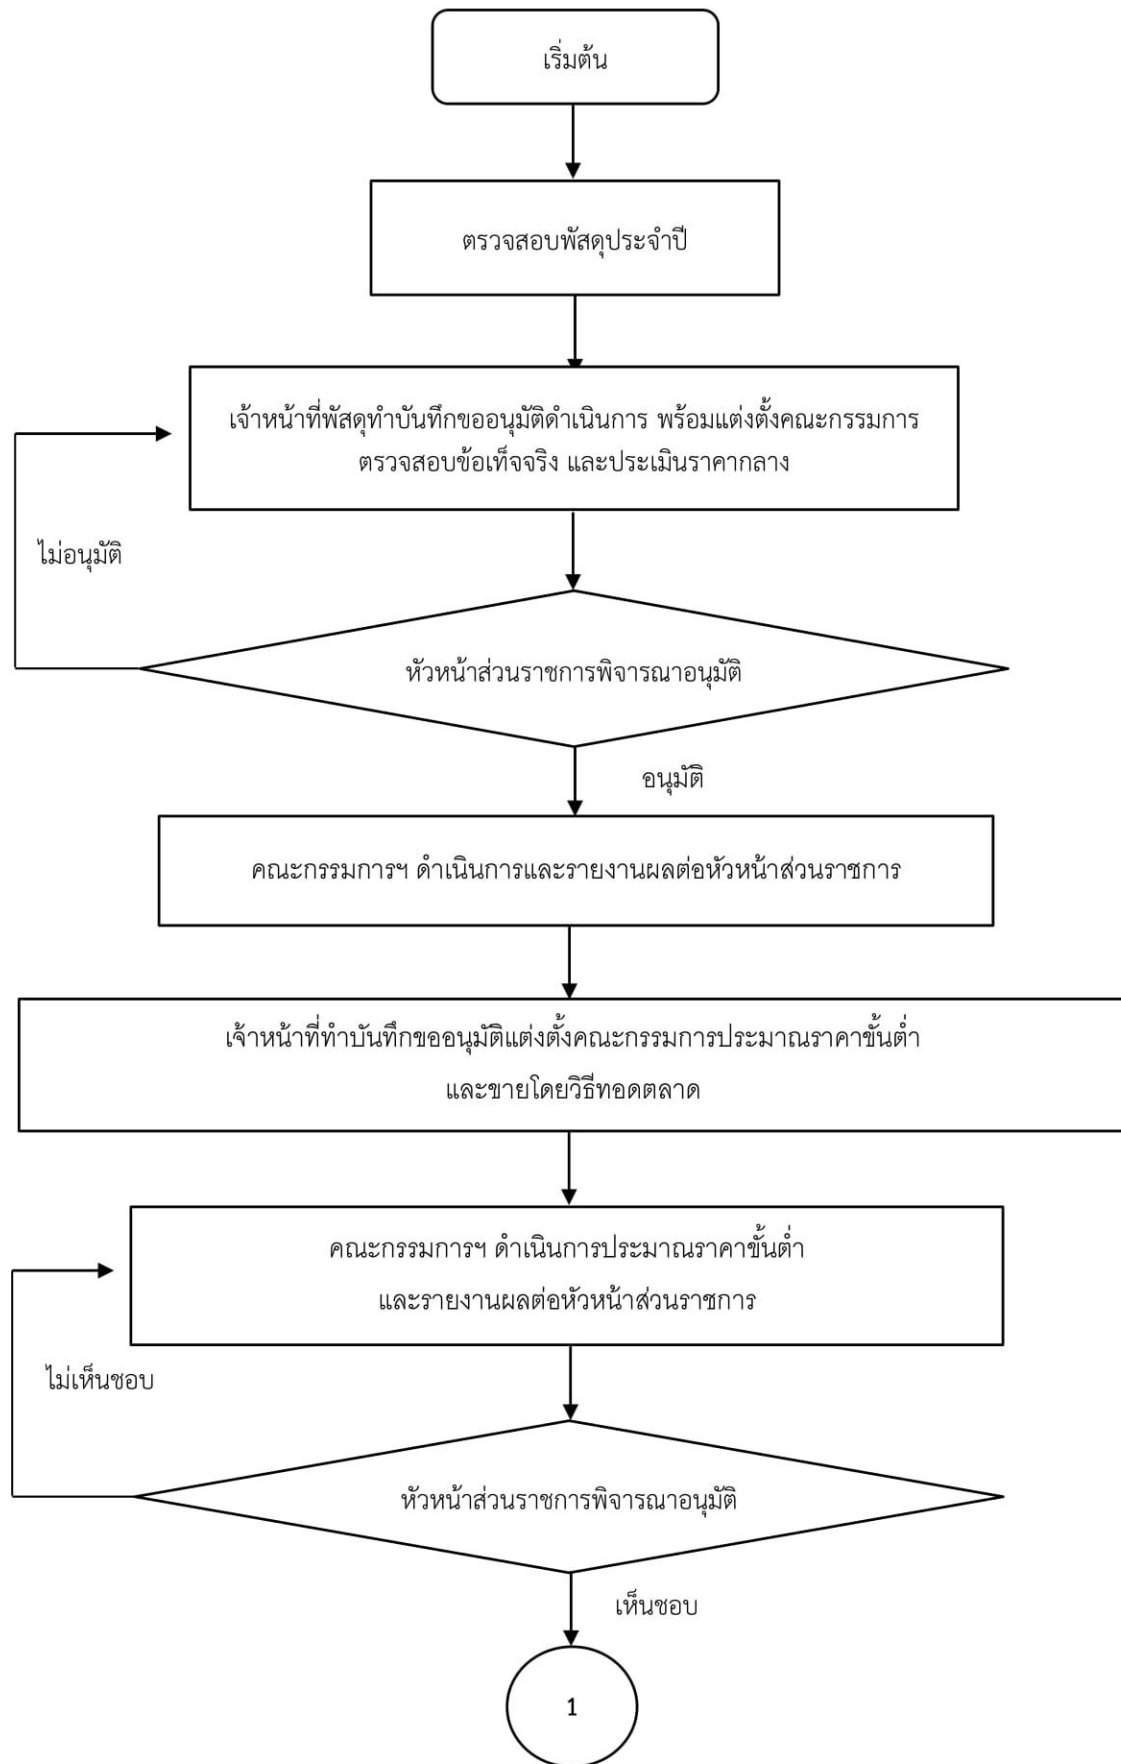 เริ่มต้น
ตรวจสอบพัสดุประจำปี
เจ้าหน้าที่พัสดุทำบันทึกขออนุมัติดำเนินการ พร้อมแต่งตั้งคณะกรรมการ
ตรวจสอบข้อเท็จจริง และประเมินราคากลาง
ไม่อนุมัติ
หัวหน้าส่วนราชการพิจารณาอนุมัติ
อนุมัติ
คณะกรรมการฯ ดำเนินการและรายงานผลต่อหัวหน้าส่วนราชการ
เจ้าหน้าที่ทำบันทึกขออนุมัติแต่งตั้งคณะกรรมการประมาณราคาขั้นต่ำ
และขายโดยวิธีทอดตลาด
คณะกรรมการฯ ดำเนินการประมาณราคาขั้นต่ำ
และรายงานผลต่อหัวหน้าส่วนราชการ
ไม่เห็นชอบ
หัวหน้าส่วนราชการพิจารณาอนุมัติ
เห็นชอบ
1